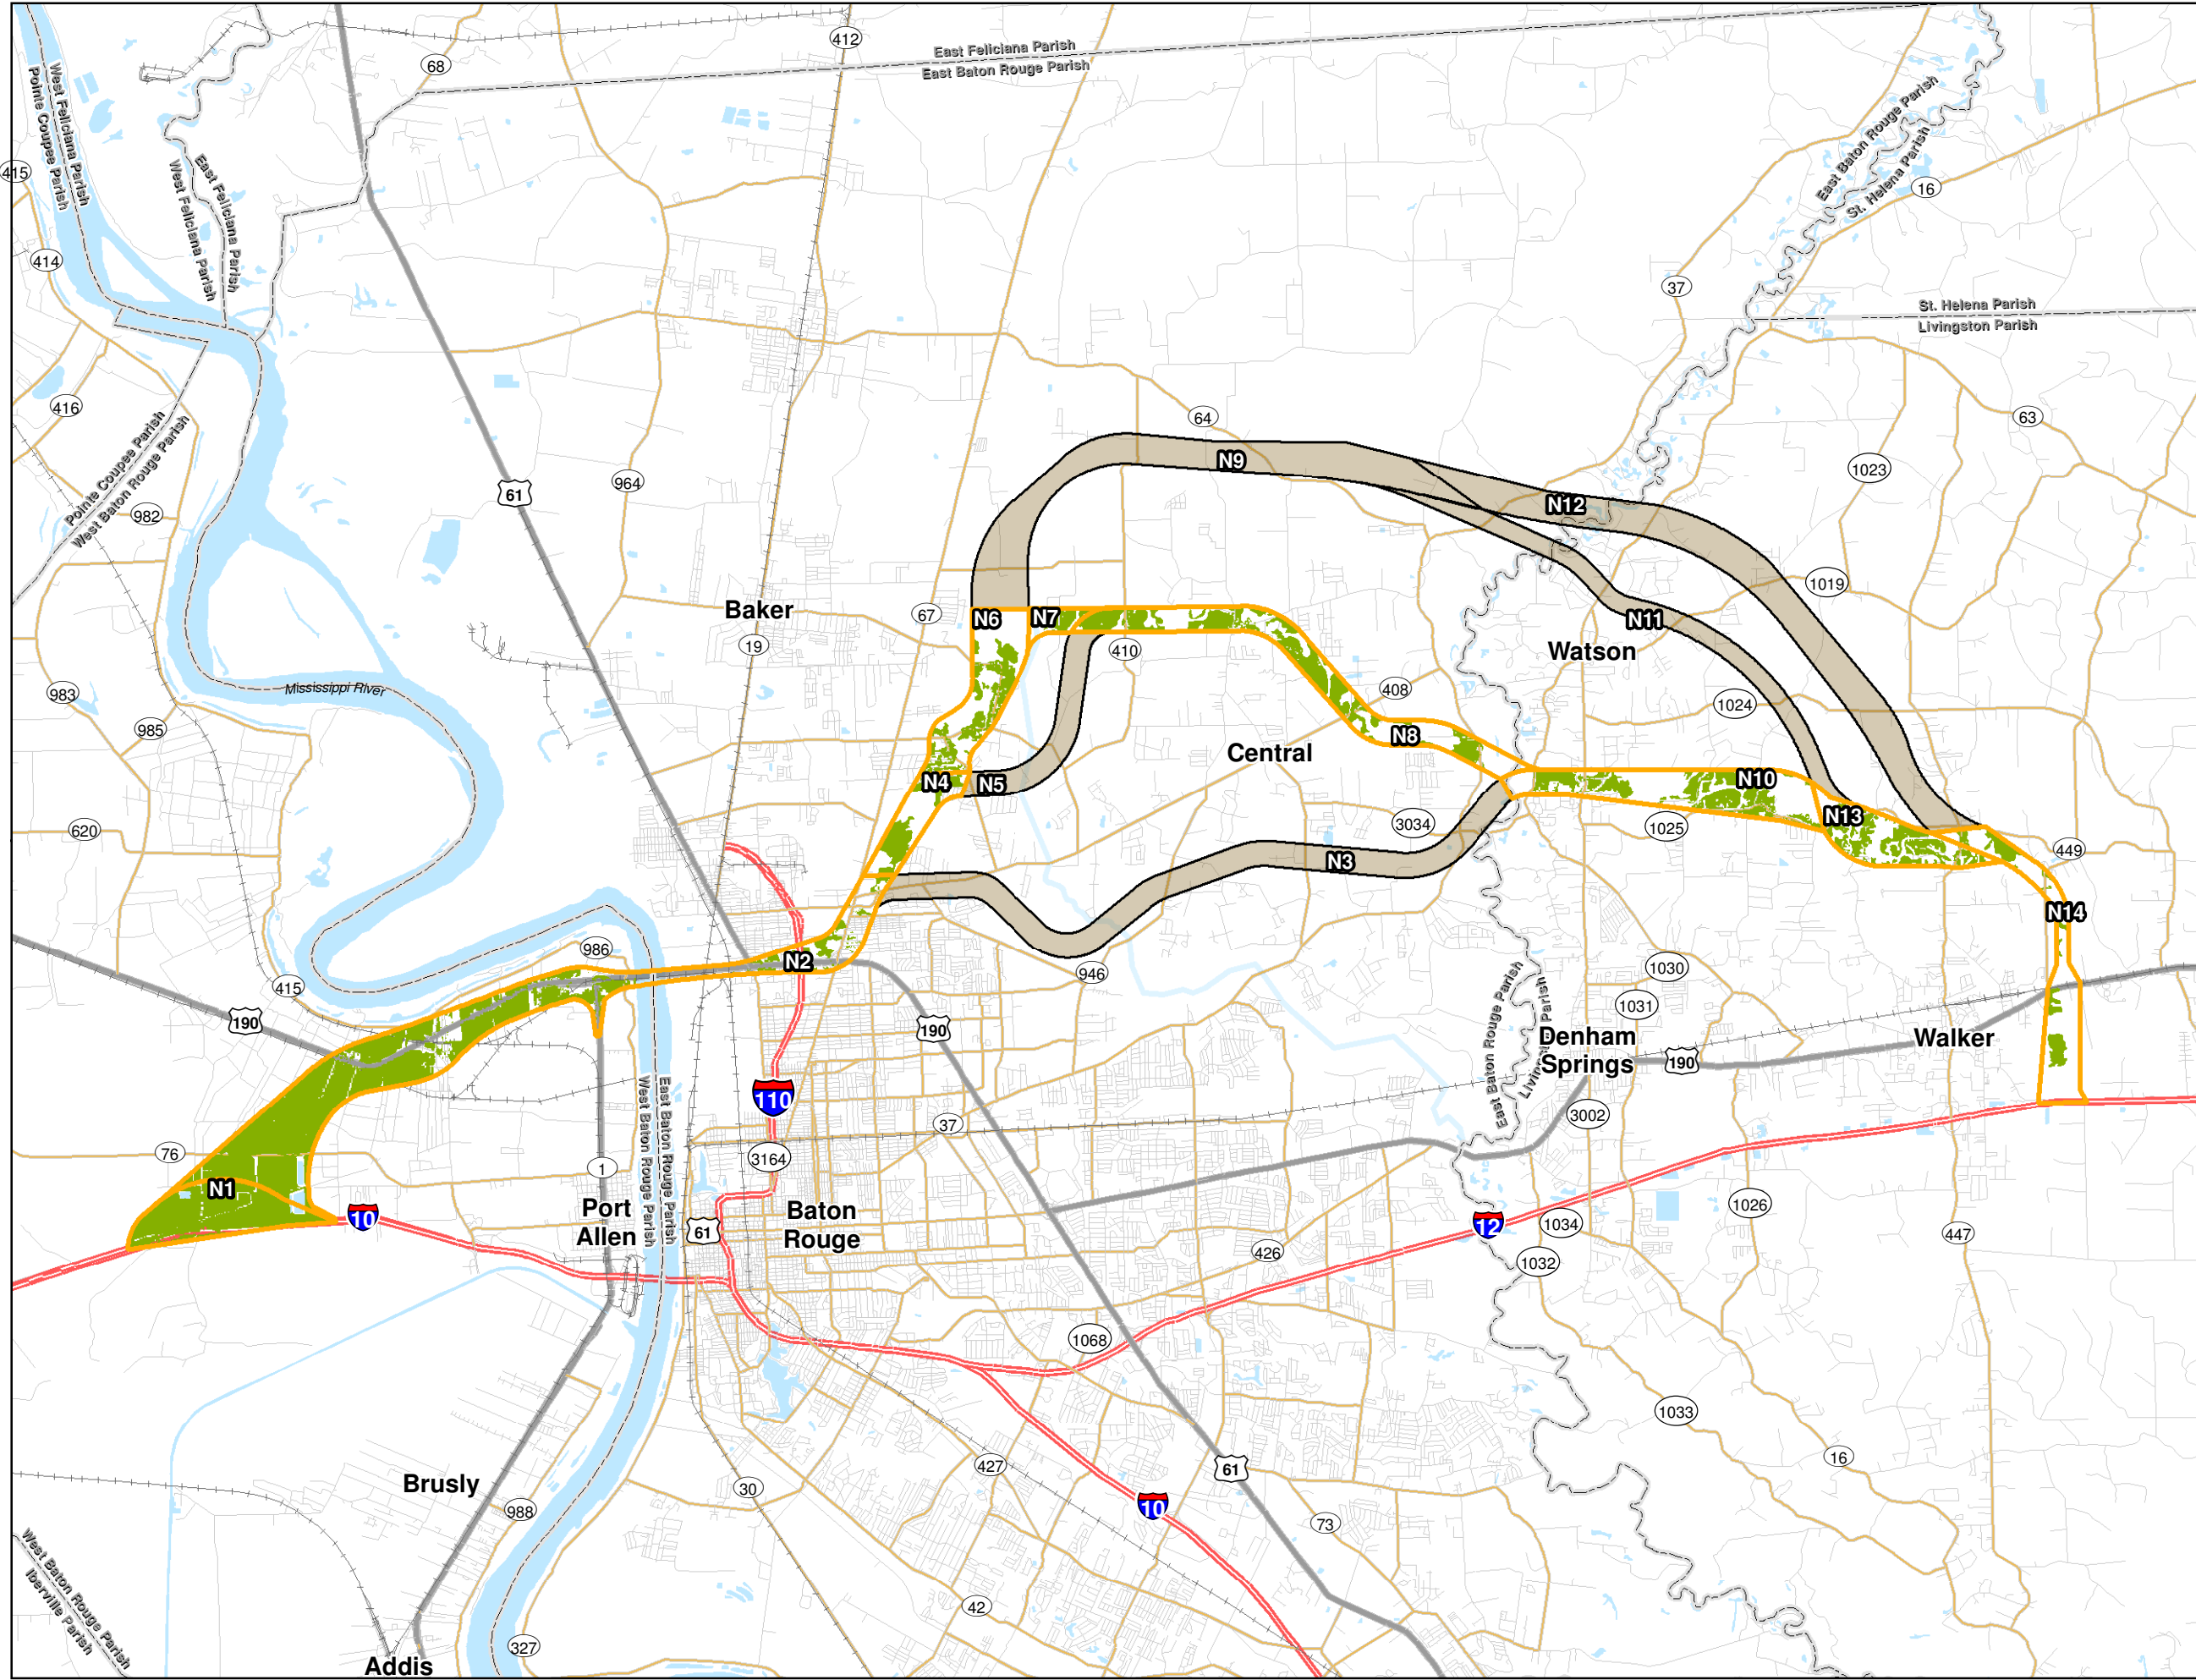 412
68
East Feliciana Parish
East Baton Rouge Parish
West Feliciana Parish
Pointe Coupee Parish
East Feliciana Parish
West Feliciana Parish
East Baton Rouge Parish
St. Helena Parish
415
16
414
37
St. Helena Parish
Livingston Parish
416
64
63
Pointe Coupee Parish
West Baton Rouge Parish
N9
1023
964
61
N12
982
1019
Baker
67
N6
N7
N11
19
410
Watson
983
Mississippi River
408
1024
985
N8
Central
N4
N5
N10
N13
620
3034
1025
449
N3
N14
986
N2
946
1030
415
1031
190
190
East Baton Rouge Parish
Livingston Parish
Denham
Springs
Walker
190
110
East Baton Rouge Parish
West Baton Rouge Parish
3002
37
76
3164
1
N1
10
Port
Allen
61
Baton
Rouge
12
1034
1026
447
426
1032
1068
1033
16
61
427
Brusly
30
10
988
73
West Baton Rouge Parish
Iberville Parish
42
327
Addis